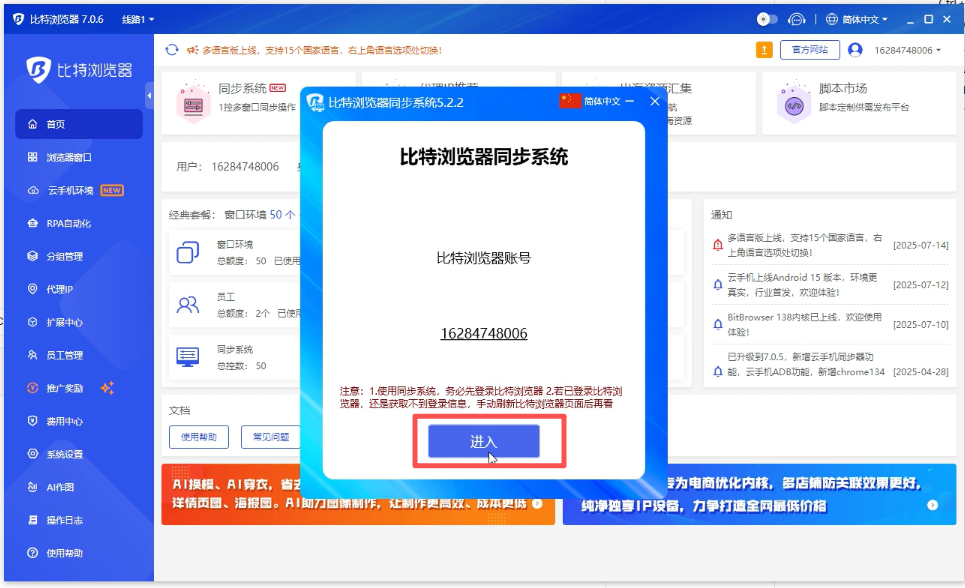 比特浏览器 7.0.6 线路1
简体中文
比特浏览器
首页
浏览器窗口
云手机环境 NEW
RPA自动化
分组管理
代理IP
扩展中心
员工管理
推广奖励
费用中心
系统设置
AI作图
操作日志
使用帮助
多语言版上线，支持15个国家语言，右上角语言选项处切换！
官方网站
16284748006
同步系统 NEW
1控多窗口同步操作
脚本市场
脚本定制供需发布平台
用户： 16284748006
经典套餐： 窗口环境 50 个
窗口环境
总额度： 50 已使用
员工
总额度： 2个 已使用
同步系统
总控数： 50
文档
使用帮助
常见问题
通知
多语言版上线，支持15个国家语言，右
上角语言选项处切换！
[2025-07-14]
云手机上线Android 15 版本，环境更
真实，行业首发，欢迎体验！
[2025-07-12]
BitBrowser 138内核已上线，欢迎使用
体验！
[2025-07-10]
已升级到7.0.5，新增云手机同步器功
能，云手机ADB功能，新增chrome134
[2025-04-28]
比特浏览器同步系统5.2.2
简体中文
比特浏览器同步系统
比特浏览器账号
16284748006
注意：1.使用同步系统，务必先登录比特浏览器 2.若已登录比特浏
览器，还是获取不到登录信息，手动刷新比特浏览器页面后再看
进入
AI换模、AI穿衣，省去
详情页图、海报图。AI助力图像制作，让制作更高效、成本更低
为电商优化内核，多店铺防关联效果更好，
纯净独享IP设备，力争打造全网最低价格